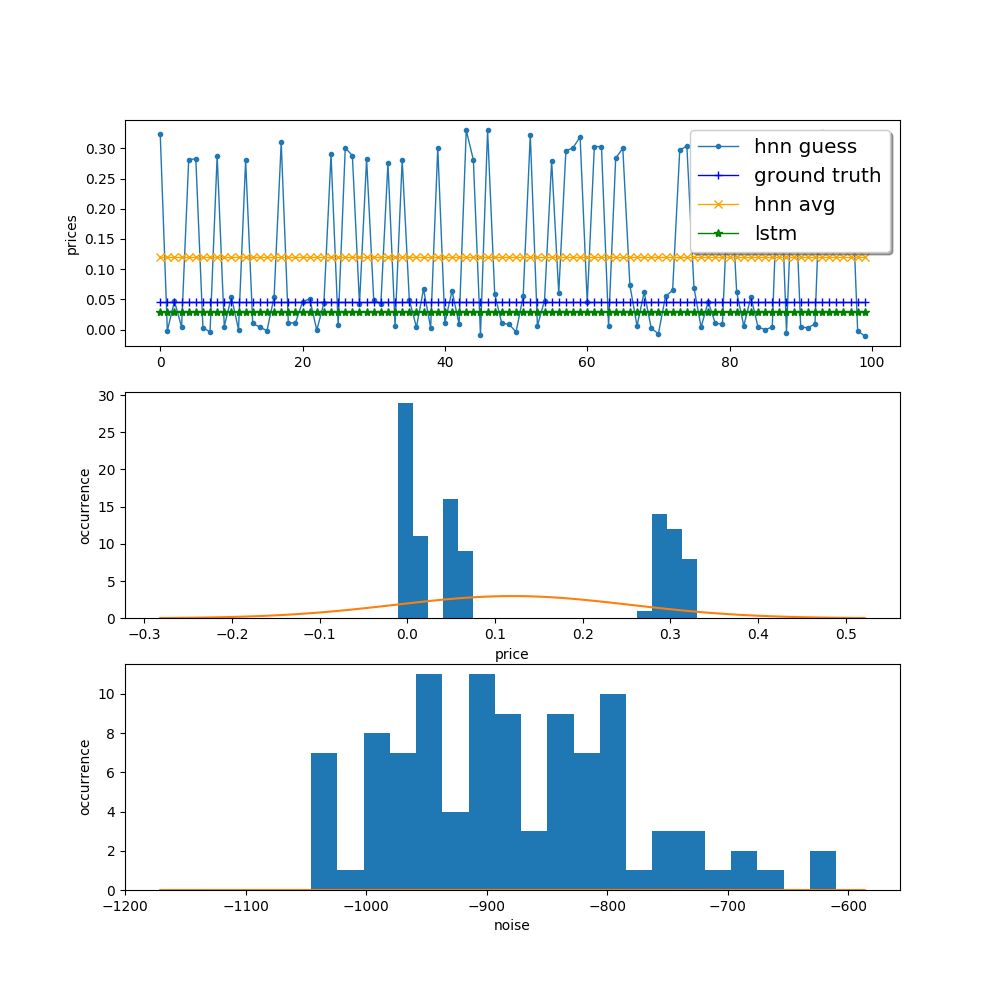 0.30
0.25
0.20
0.15
0.10
0.05
0.00
prices
hnn guess
ground truth
hnn avg
lstm
0 20 40 60 80 100
30
25
20
15
10
5
0
occurrence
−0.3 −0.2 −0.1 0.0 0.1 0.2 0.3 0.4 0.5
price
10
8
6
4
2
0
occurrence
−1200 −1100 −1000 −900 −800 −700 −600
noise